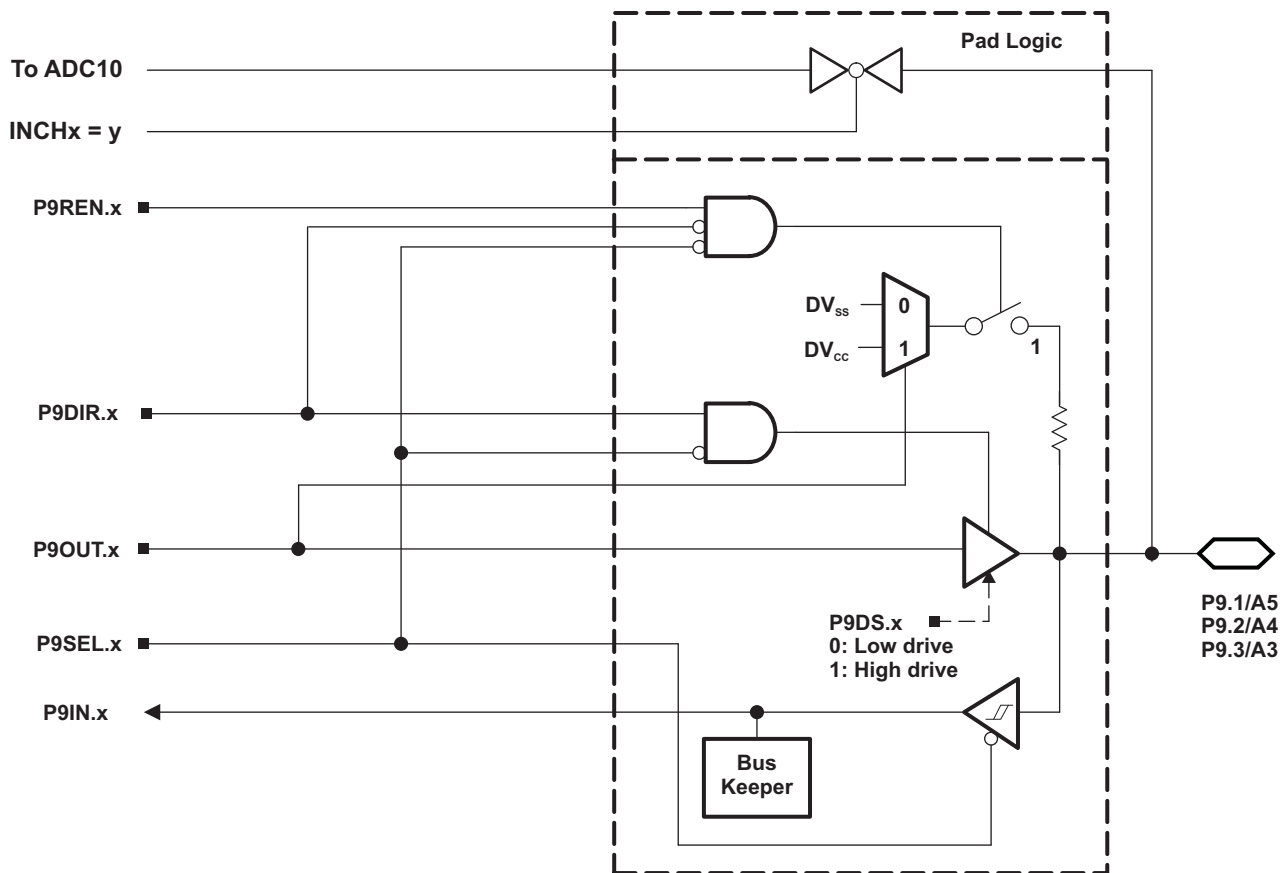 Pad Logic
To ADC10
INCHx = y
P9REN.x
DVSS
0
DVCC
1
1
P9DIR.x
P9OUT.x
P9DS.x
0: Low drive
1: High drive
P9.1/A5
P9.2/A4
P9.3/A3
P9SEL.x
P9IN.x
Bus
Keeper